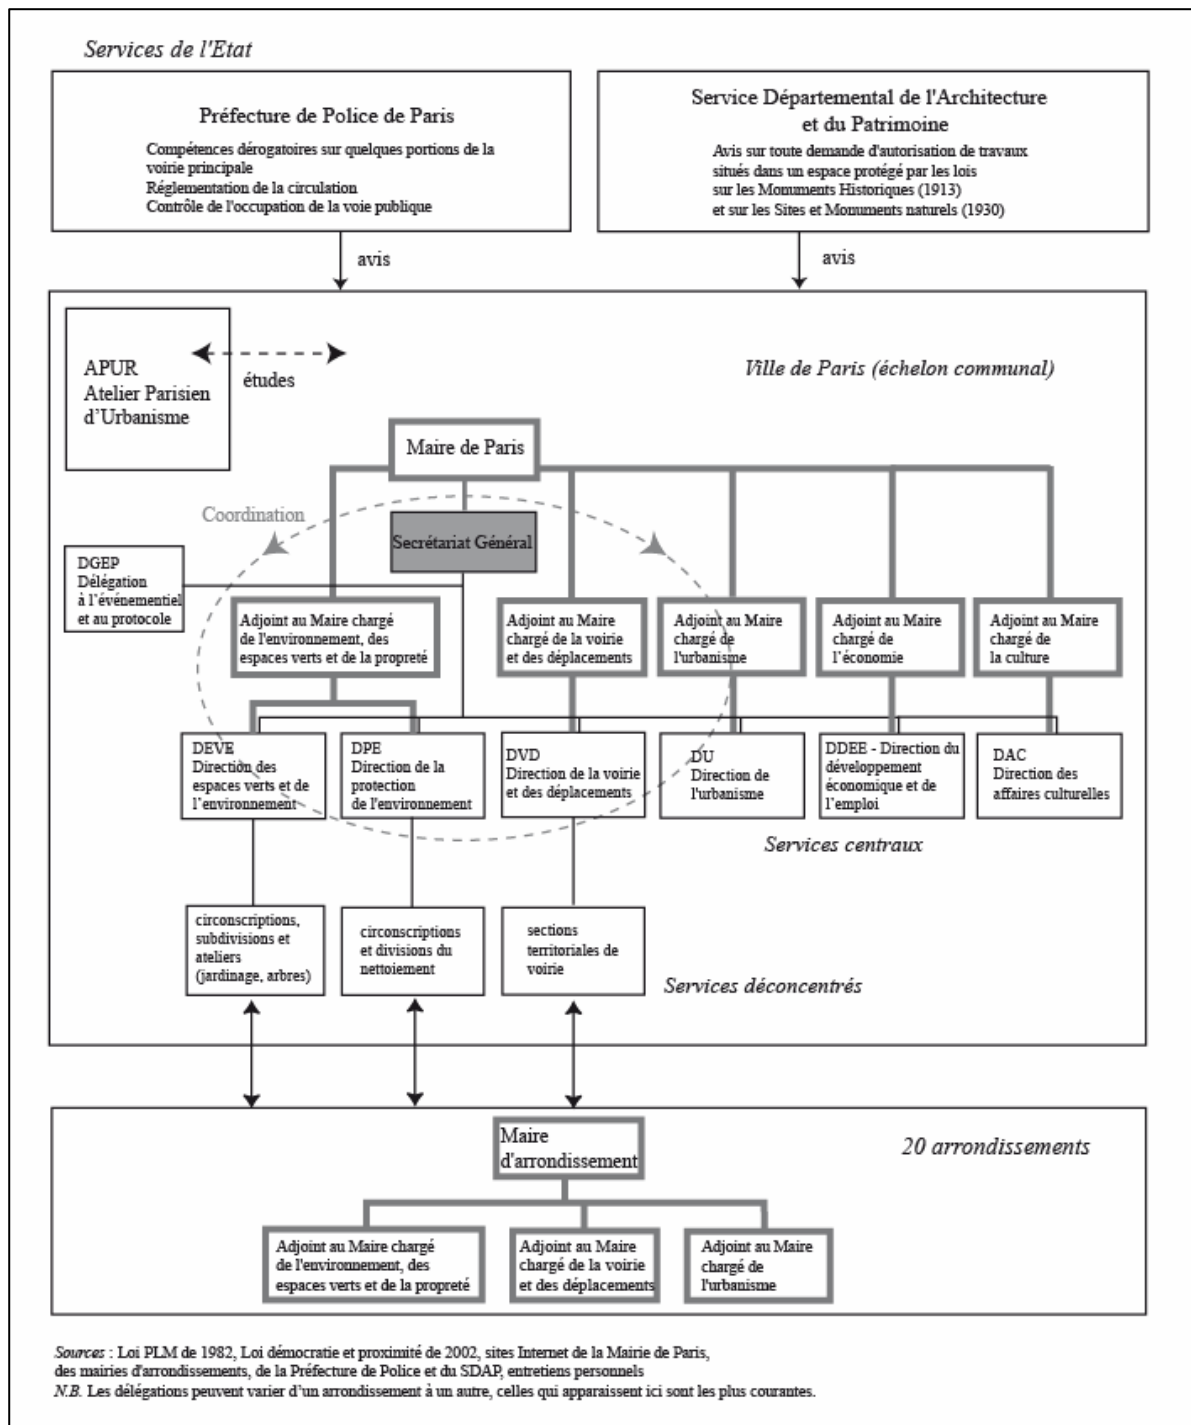 Services de l'Etat
Préfecture de Police de Paris
Compétences dérogatoires sur quelques portions de la
voirie principale
Réglementation de la circulation
Contrôle de l'occupation de la voie publique
Service Départemental de l'Architecture
et du Patrimoine
Avis sur toute demande d'autorisation de travaux
situés dans un espace protégé par les lois
sur les Monuments Historiques (1913)
et sur les Sites et Monuments naturels (1930)
avis
avis
APUR
Atelier Parisien
d’Urbanisme
études
Ville de Paris (échelon communal)
Maire de Paris
Coordination
Secrétariat Général
DGEP
Délégation
à l’événementiel
et au protocole
Adjoint au Maire chargé
de l'environnement, des
espaces verts et de la propreté
Adjoint au Maire
chargé de la voirie
et des déplacements
Adjoint au Maire
chargé de
l'urbanisme
Adjoint au Maire
chargé de
l’économie
Adjoint au Maire
chargé de
la culture
DEVE
Direction des
espaces verts et de
l’environnement
DPE
Direction de la
protection
de l'environnement
DVD
Direction de la voirie
et des déplacements
DU
Direction de
l'urbanisme
DDEE - Direction du
développement
économique et de
l’emploi
DAC
Direction des
affaires culturelles
Services centraux
circonscriptions,
subdivisions et
ateliers
(jardinage, arbres)
circonscriptions
et divisions du
nettoiement
sections
territoriales de
voirie
Services déconcentrés
Maire
d'arrondissement
20 arrondissements
Adjoint au Maire chargé
de l'environnement, des
espaces verts et de la propreté
Adjoint au Maire
chargé de la voirie
et des déplacements
Adjoint au Maire
chargé de
l'urbanisme
Sources : Loi PLM de 1982, Loi démocratie et proximité de 2002, sites Internet de la Mairie de Paris,
des mairies d'arrondissements, de la Préfecture de Police et du SDAP, entretiens personnels
N.B. Les délégations peuvent varier d’un arrondissement à un autre, celles qui apparaissent ici sont les plus courantes.